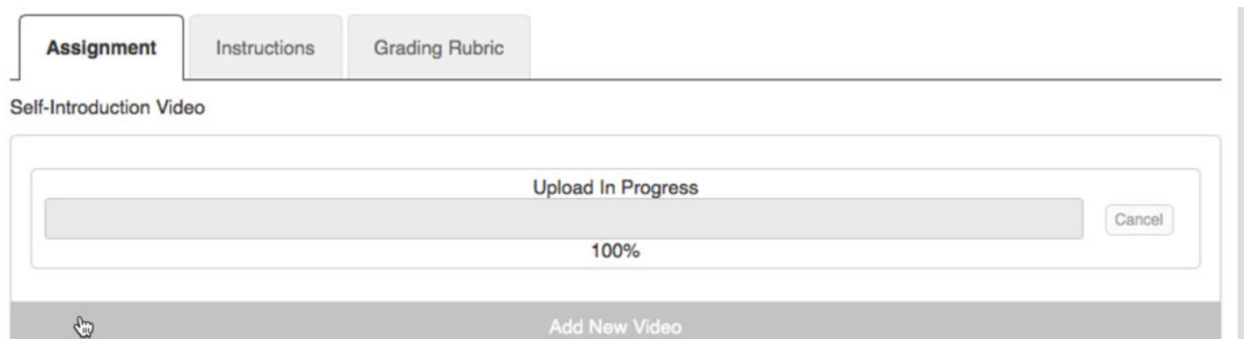 Assignment Instructions Grading Rubric
Self-Introduction Video
Upload In Progress
Cancel
100%
Add New Video